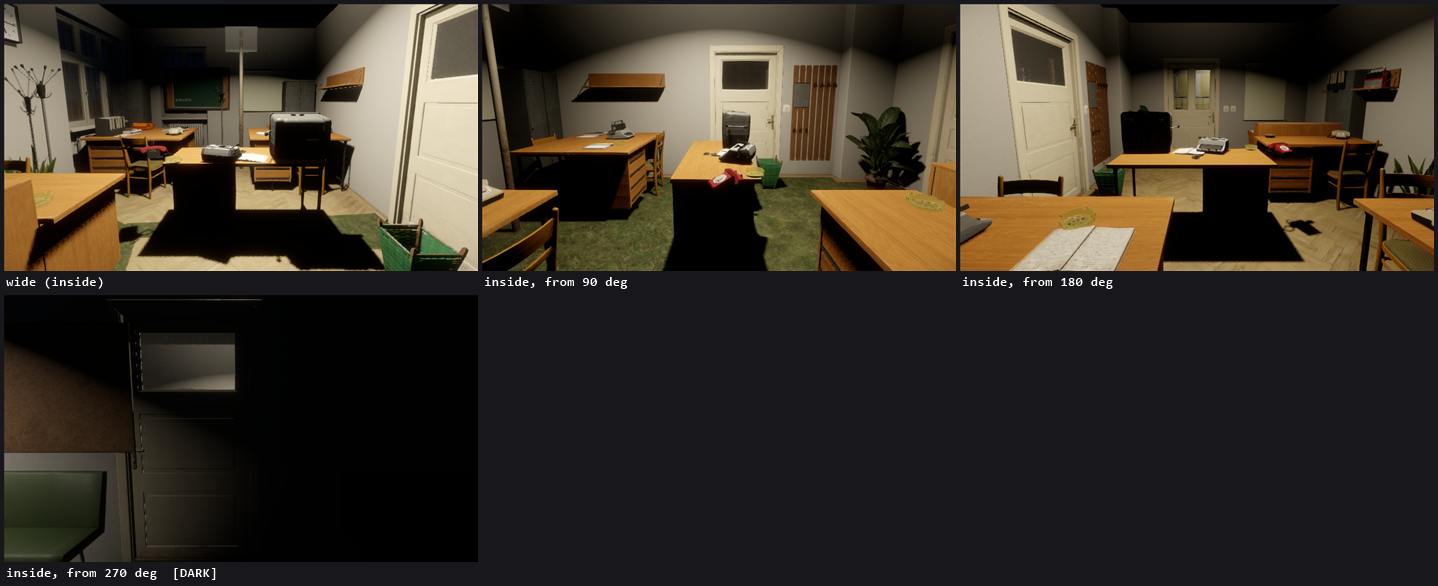 wide (inside)
inside, from 90 deg
inside, from 180 deg
inside, from 270 deg [DARK]